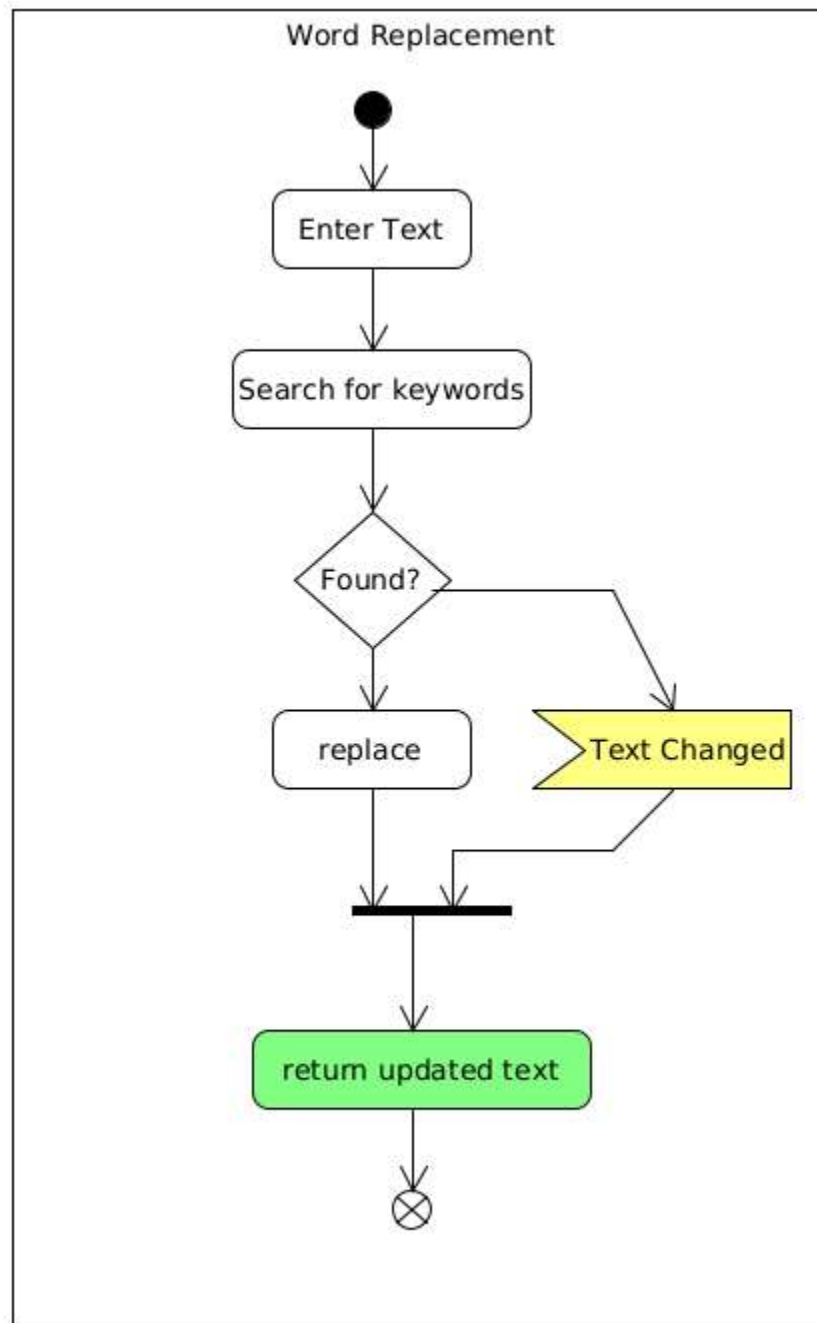 Word Replacement
Enter Text
Search for keywords
Found?
replace
Text Changed
return updated text